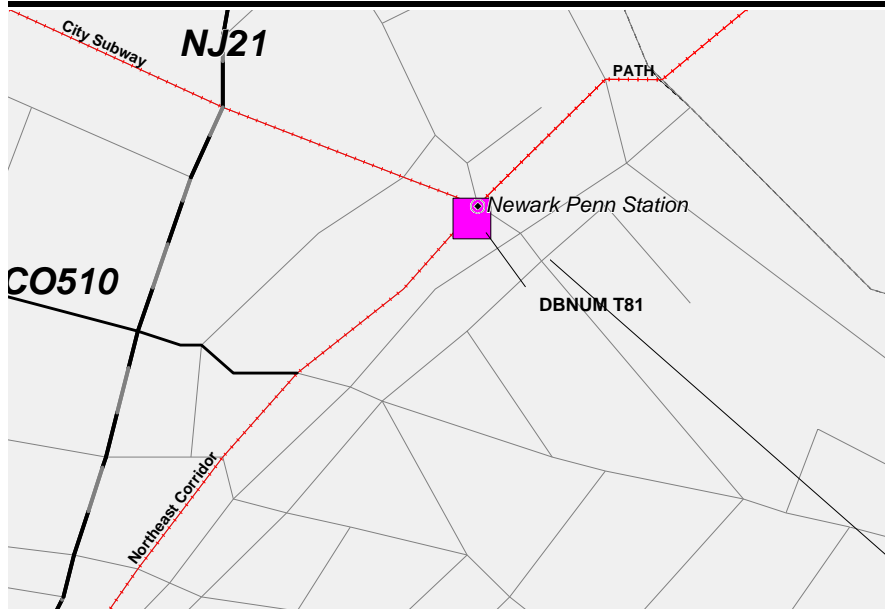 City Subway
NJ21
PATH
Newark Penn Station
CO510
DBNUM T81
Northeast Corridor